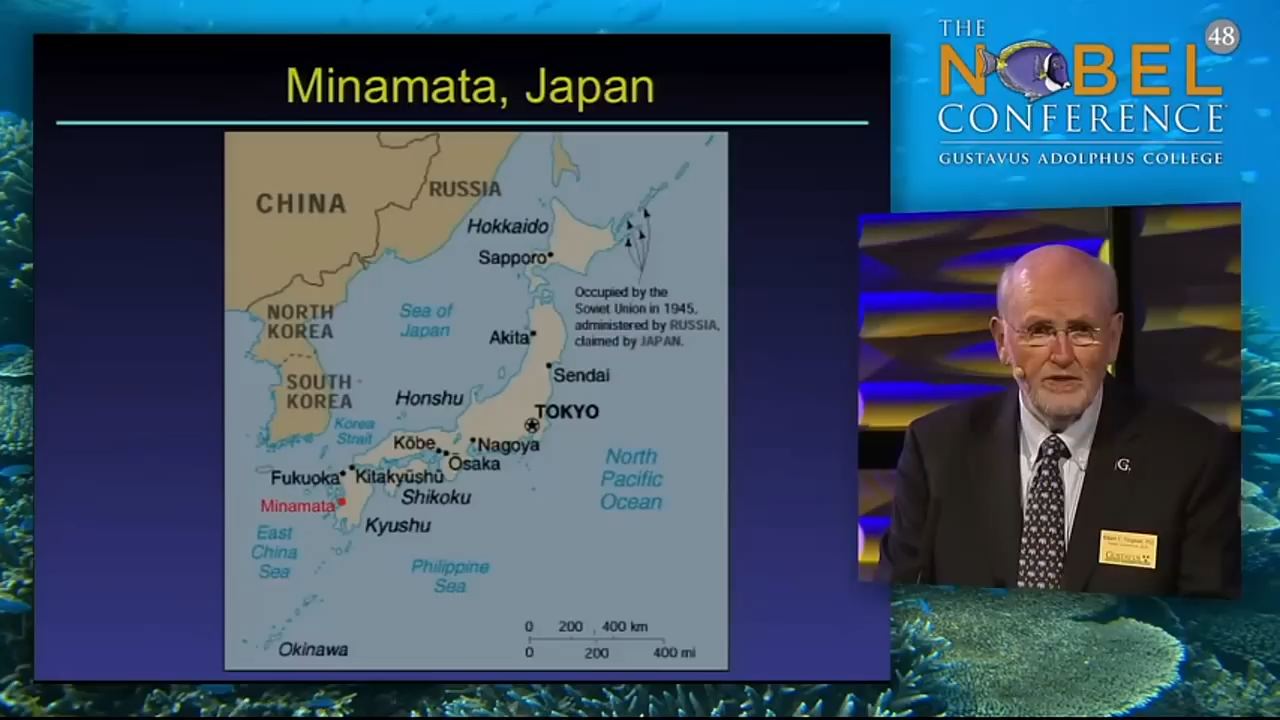 Minamata, Japan
CHINA
RUSSIA
Hokkaido
Sapporo
NORTH
KOREA
Sea of
Japan
Occupied by the
Soviet Union in 1945,
administered by RUSSIA,
claimed by JAPAN.
Akita
SOUTH
KOREA
Sendai
Honshu
TOKYO
Korea
Strait
Kōbe
Nagoya
Ōsaka
Fukuoka
Kitakyūshū
Shikoku
North
Pacific
Ocean
Minamata
Kyushu
East
China
Sea
Philippine
Sea
0 200 400 km
0 200 400 mi
Okinawa
THE
48
NOBEL
CONFERENCE
GUSTAVUS ADOLPHUS COLLEGE
G,
GUSTAVUS